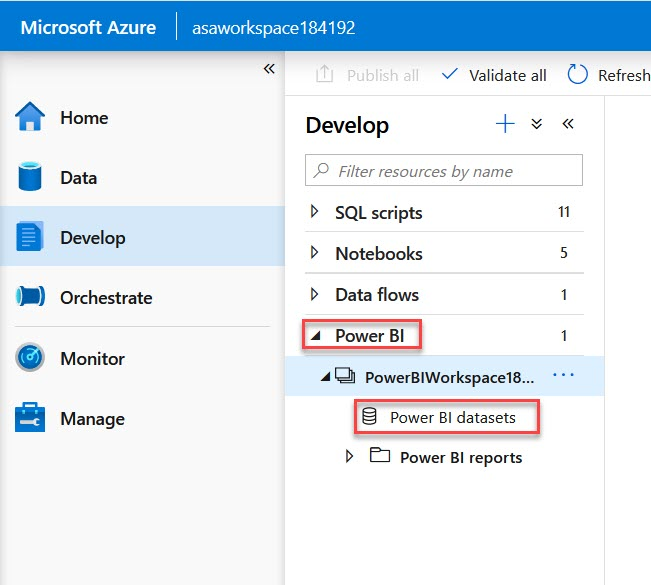 Microsoft Azure asaworkspace184192
« Publish all Validate all Refresh
Home
Data
Develop
Orchestrate
Monitor
Manage
Develop + «
Filter resources by name
SQL scripts 11
Notebooks 5
Data flows 1
Power BI 1
PowerBIWorkspace18... ...
Power BI datasets
Power BI reports